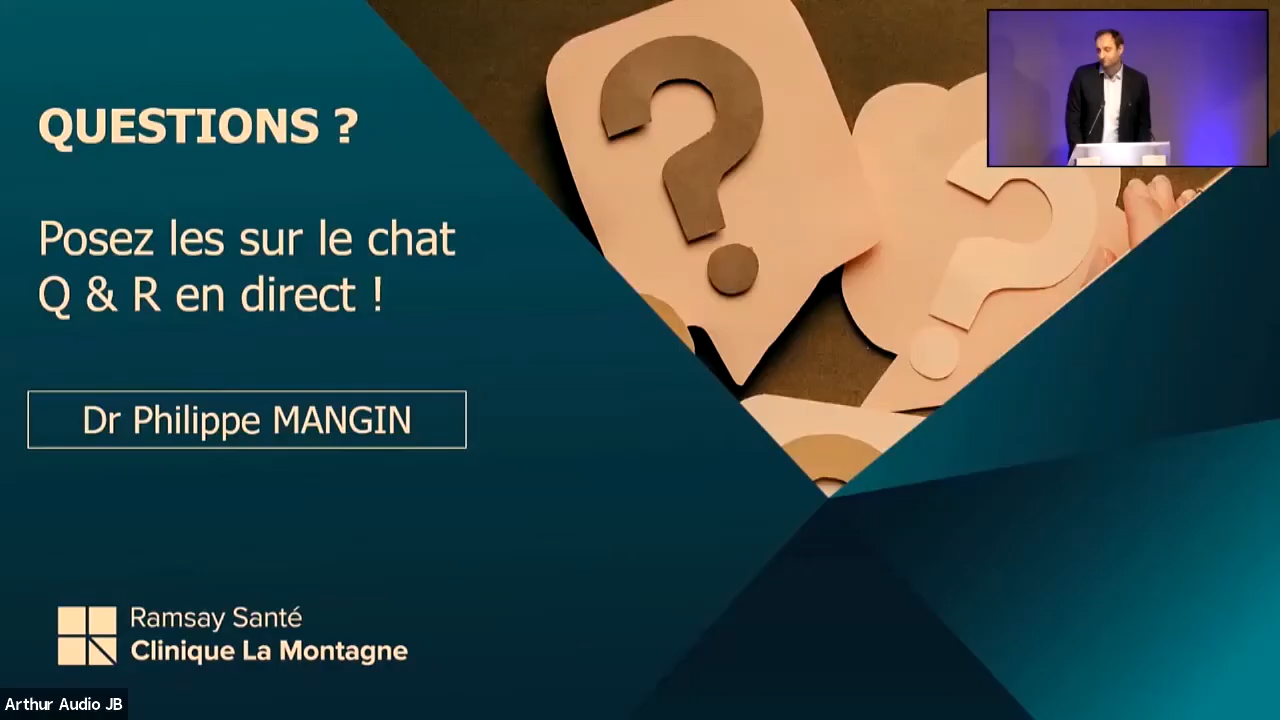 QUESTIONS ?
Posez les sur le chat
Q & R en direct !
Dr Philippe MANGIN
Ramsay Santé
Clinique La Montagne
Arthur Audio JB